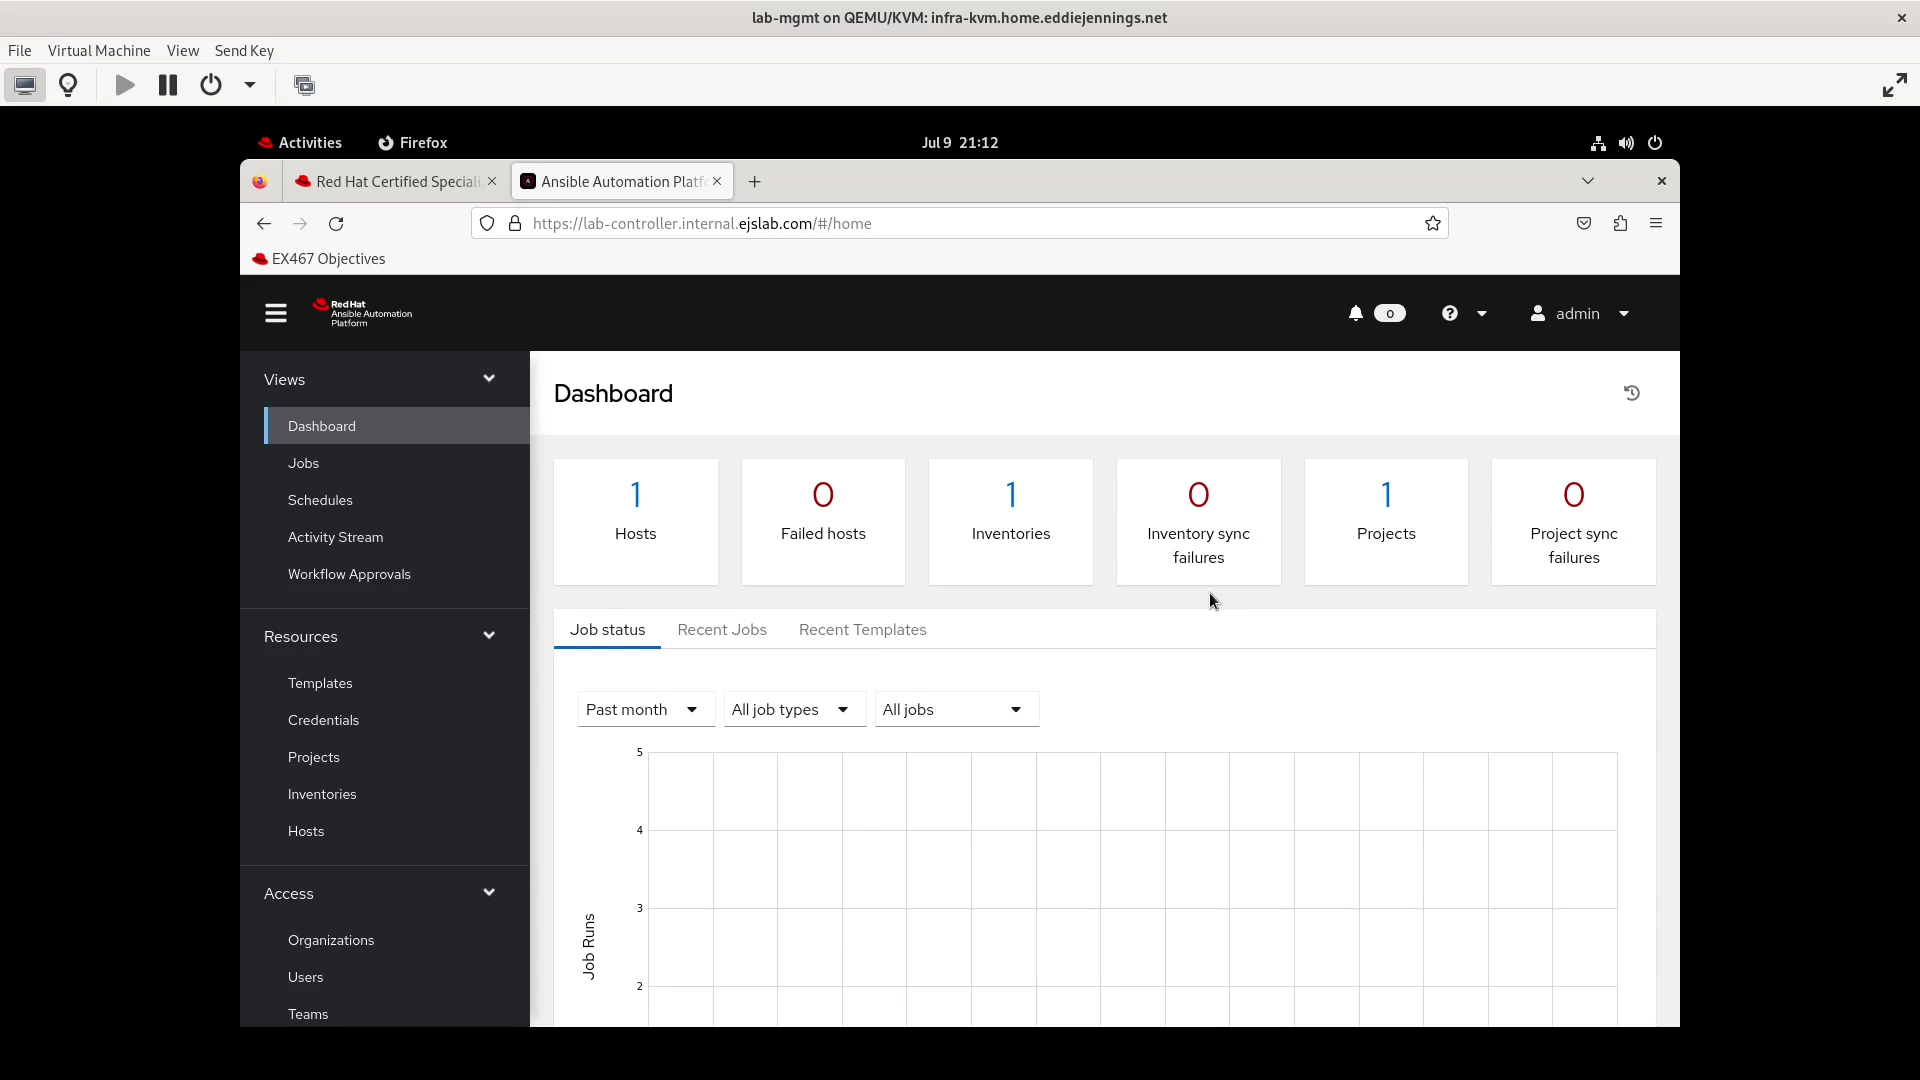 lab-mgmt on QEMU/KVM: infra-kvm.home.eddiejennings.net
File Virtual Machine View Send Key
Activities Firefox Jul 9 21:12
Red Hat Certified Speciali Ansible Automation Platf
https://lab-controller.internal.ejslab.com/#/home
EX467 Objectives
Red Hat
Ansible Automation
Platform
0 admin
Views
Dashboard
Jobs
Schedules
Activity Stream
Workflow Approvals
Resources
Templates
Credentials
Projects
Inventories
Hosts
Access
Organizations
Users
Teams
Dashboard
1
Hosts
0
Failed hosts
1
Inventories
0
Inventory sync
failures
1
Projects
0
Project sync
failures
Job status Recent Jobs Recent Templates
Past month All job types All jobs
5
4
3
2
Job Runs